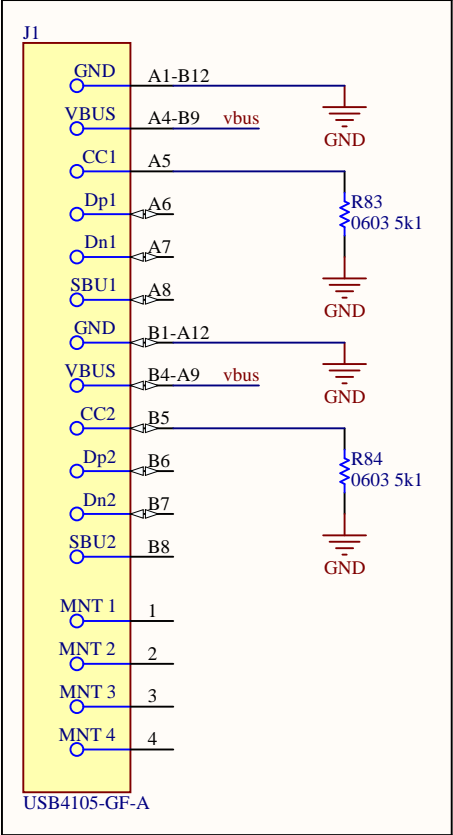 J1
GND A1-B12
GND
VBUS A4-B9 vbus
CC1 A5
R83
0603 5k1
GND
Dp1 A6
Dn1 A7
SBU1 A8
GND B1-A12
GND
VBUS B4-A9 vbus
CC2 B5
R84
0603 5k1
GND
Dp2 B6
Dn2 B7
SBU2 B8
MNT 1 1
MNT 2 2
MNT 3 3
MNT 4 4
USB4105-GF-A